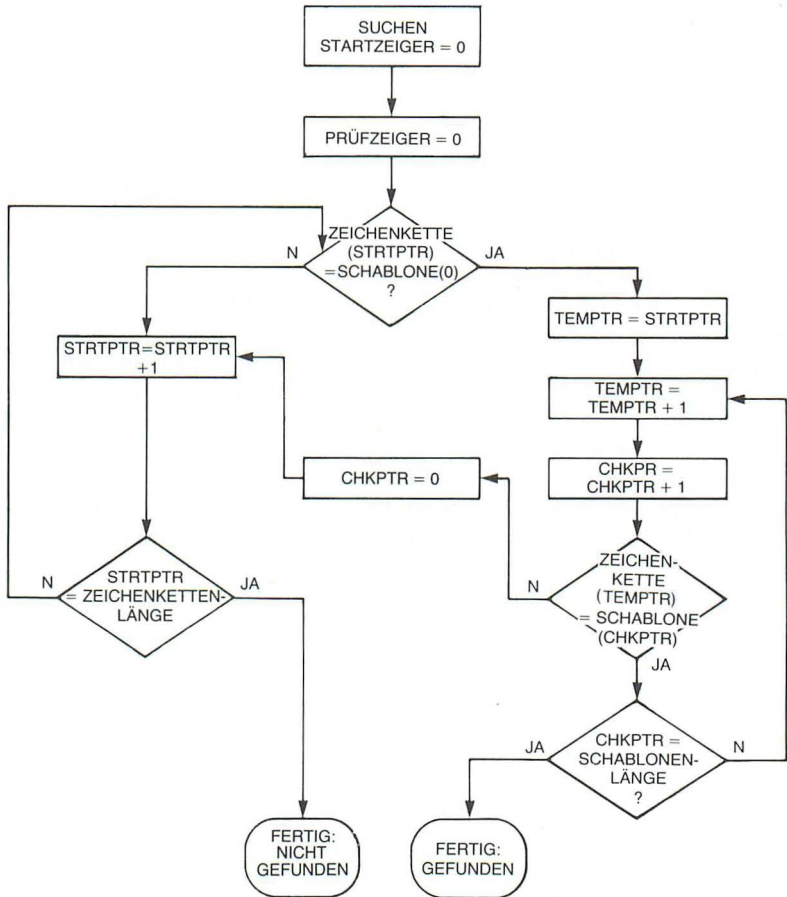 SUCHEN
STARTZEIGER = 0
PRÜFZEIGER = 0
ZEICHENKETTE
(STRTPTR)
=SCHABLONE(0)
?
N
JA
STRTPTR=STRTPTR
+1
TEMPTR = STRTPTR
TEMPTR =
TEMPTR + 1
CHKPTR = 0
CHKPR =
CHKPTR + 1
N
STRTPTR
= ZEICHENKETTEN-
LÄNGE
JA
N
ZEICHEN-
KETTE
(TEMPTR)
= SCHABLONE
(CHKPTR)
JA
JA
CHKPTR =
SCHABLONEN-
LÄNGE
?
N
FERTIG:
NICHT
GEFUNDEN
FERTIG:
GEFUNDEN